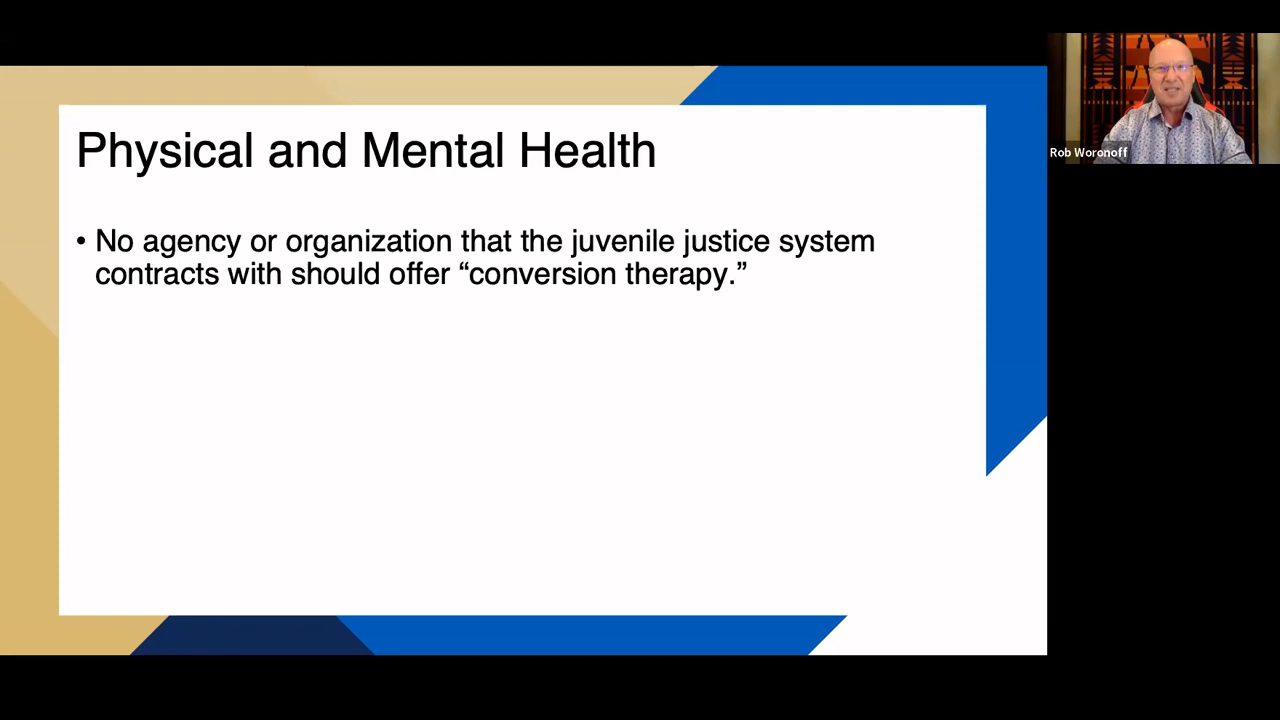 Physical and Mental Health
• No agency or organization that the juvenile justice system
contracts with should offer “conversion therapy.”
Rob Woronoff